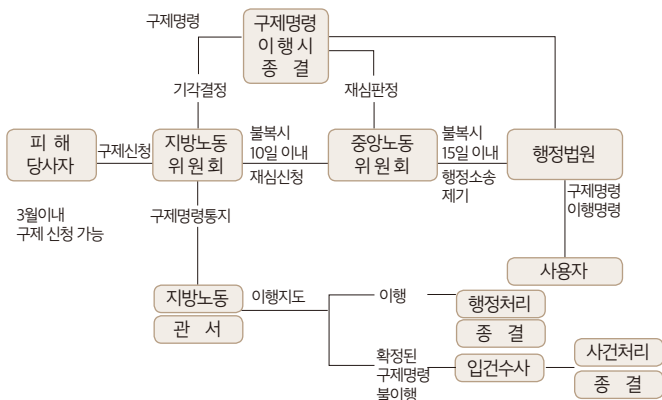 구제명령
구제명령
이행시
종 결
기각결정
재심판정
피 해
당사자
구제신청
지방노동
위원회
불복시
10일 이내
재심신청
중앙노동
위원회
불복시
15일 이내
행정소송
제기
행정법원
3월이내
구제 신청 가능
구제명령통지
구제명령
이행명령
사용자
지방노동
관 서
이행지도
이행
행정처리
종 결
확정된
구제명령
불이행
입건수사
사건처리
종 결